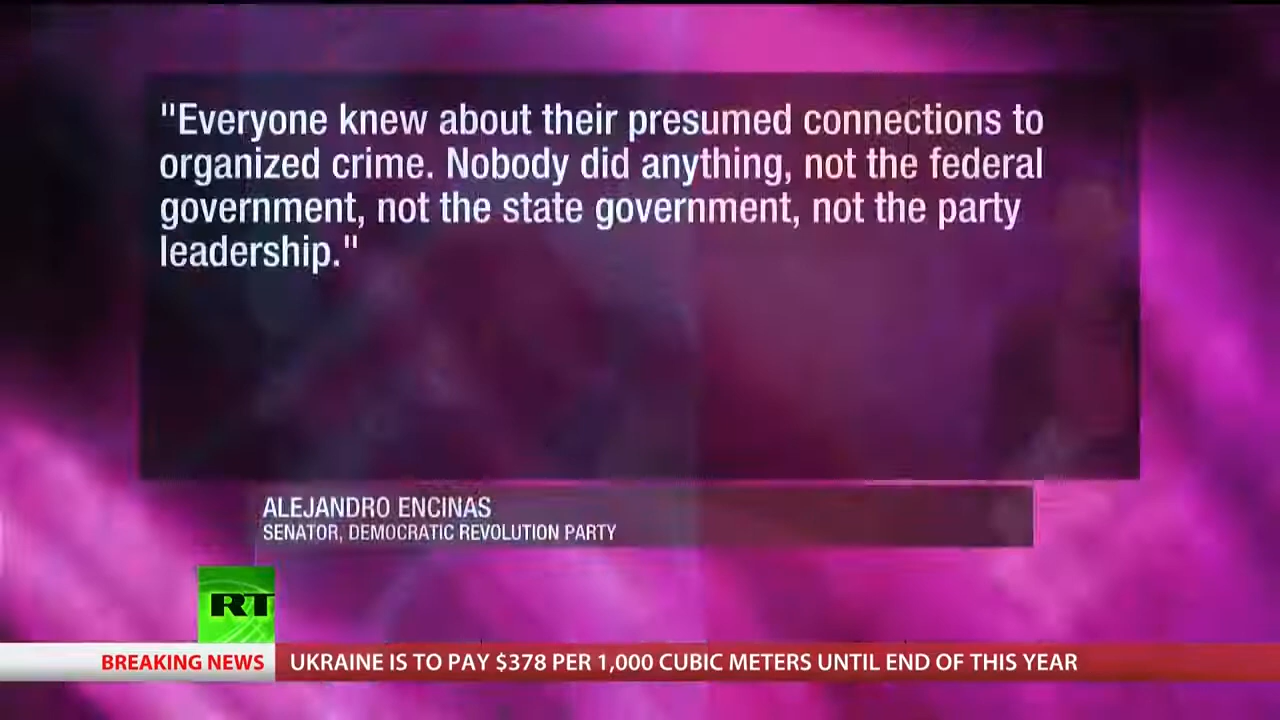 "Everyone knew about their presumed connections to
organized crime. Nobody did anything, not the federal
government, not the state government, not the party
leadership."
ALEJANDRO ENCINAS
SENATOR, DEMOCRATIC REVOLUTION PARTY
RT
BREAKING NEWS
UKRAINE IS TO PAY $378 PER 1,000 CUBIC METERS UNTIL END OF THIS YEAR